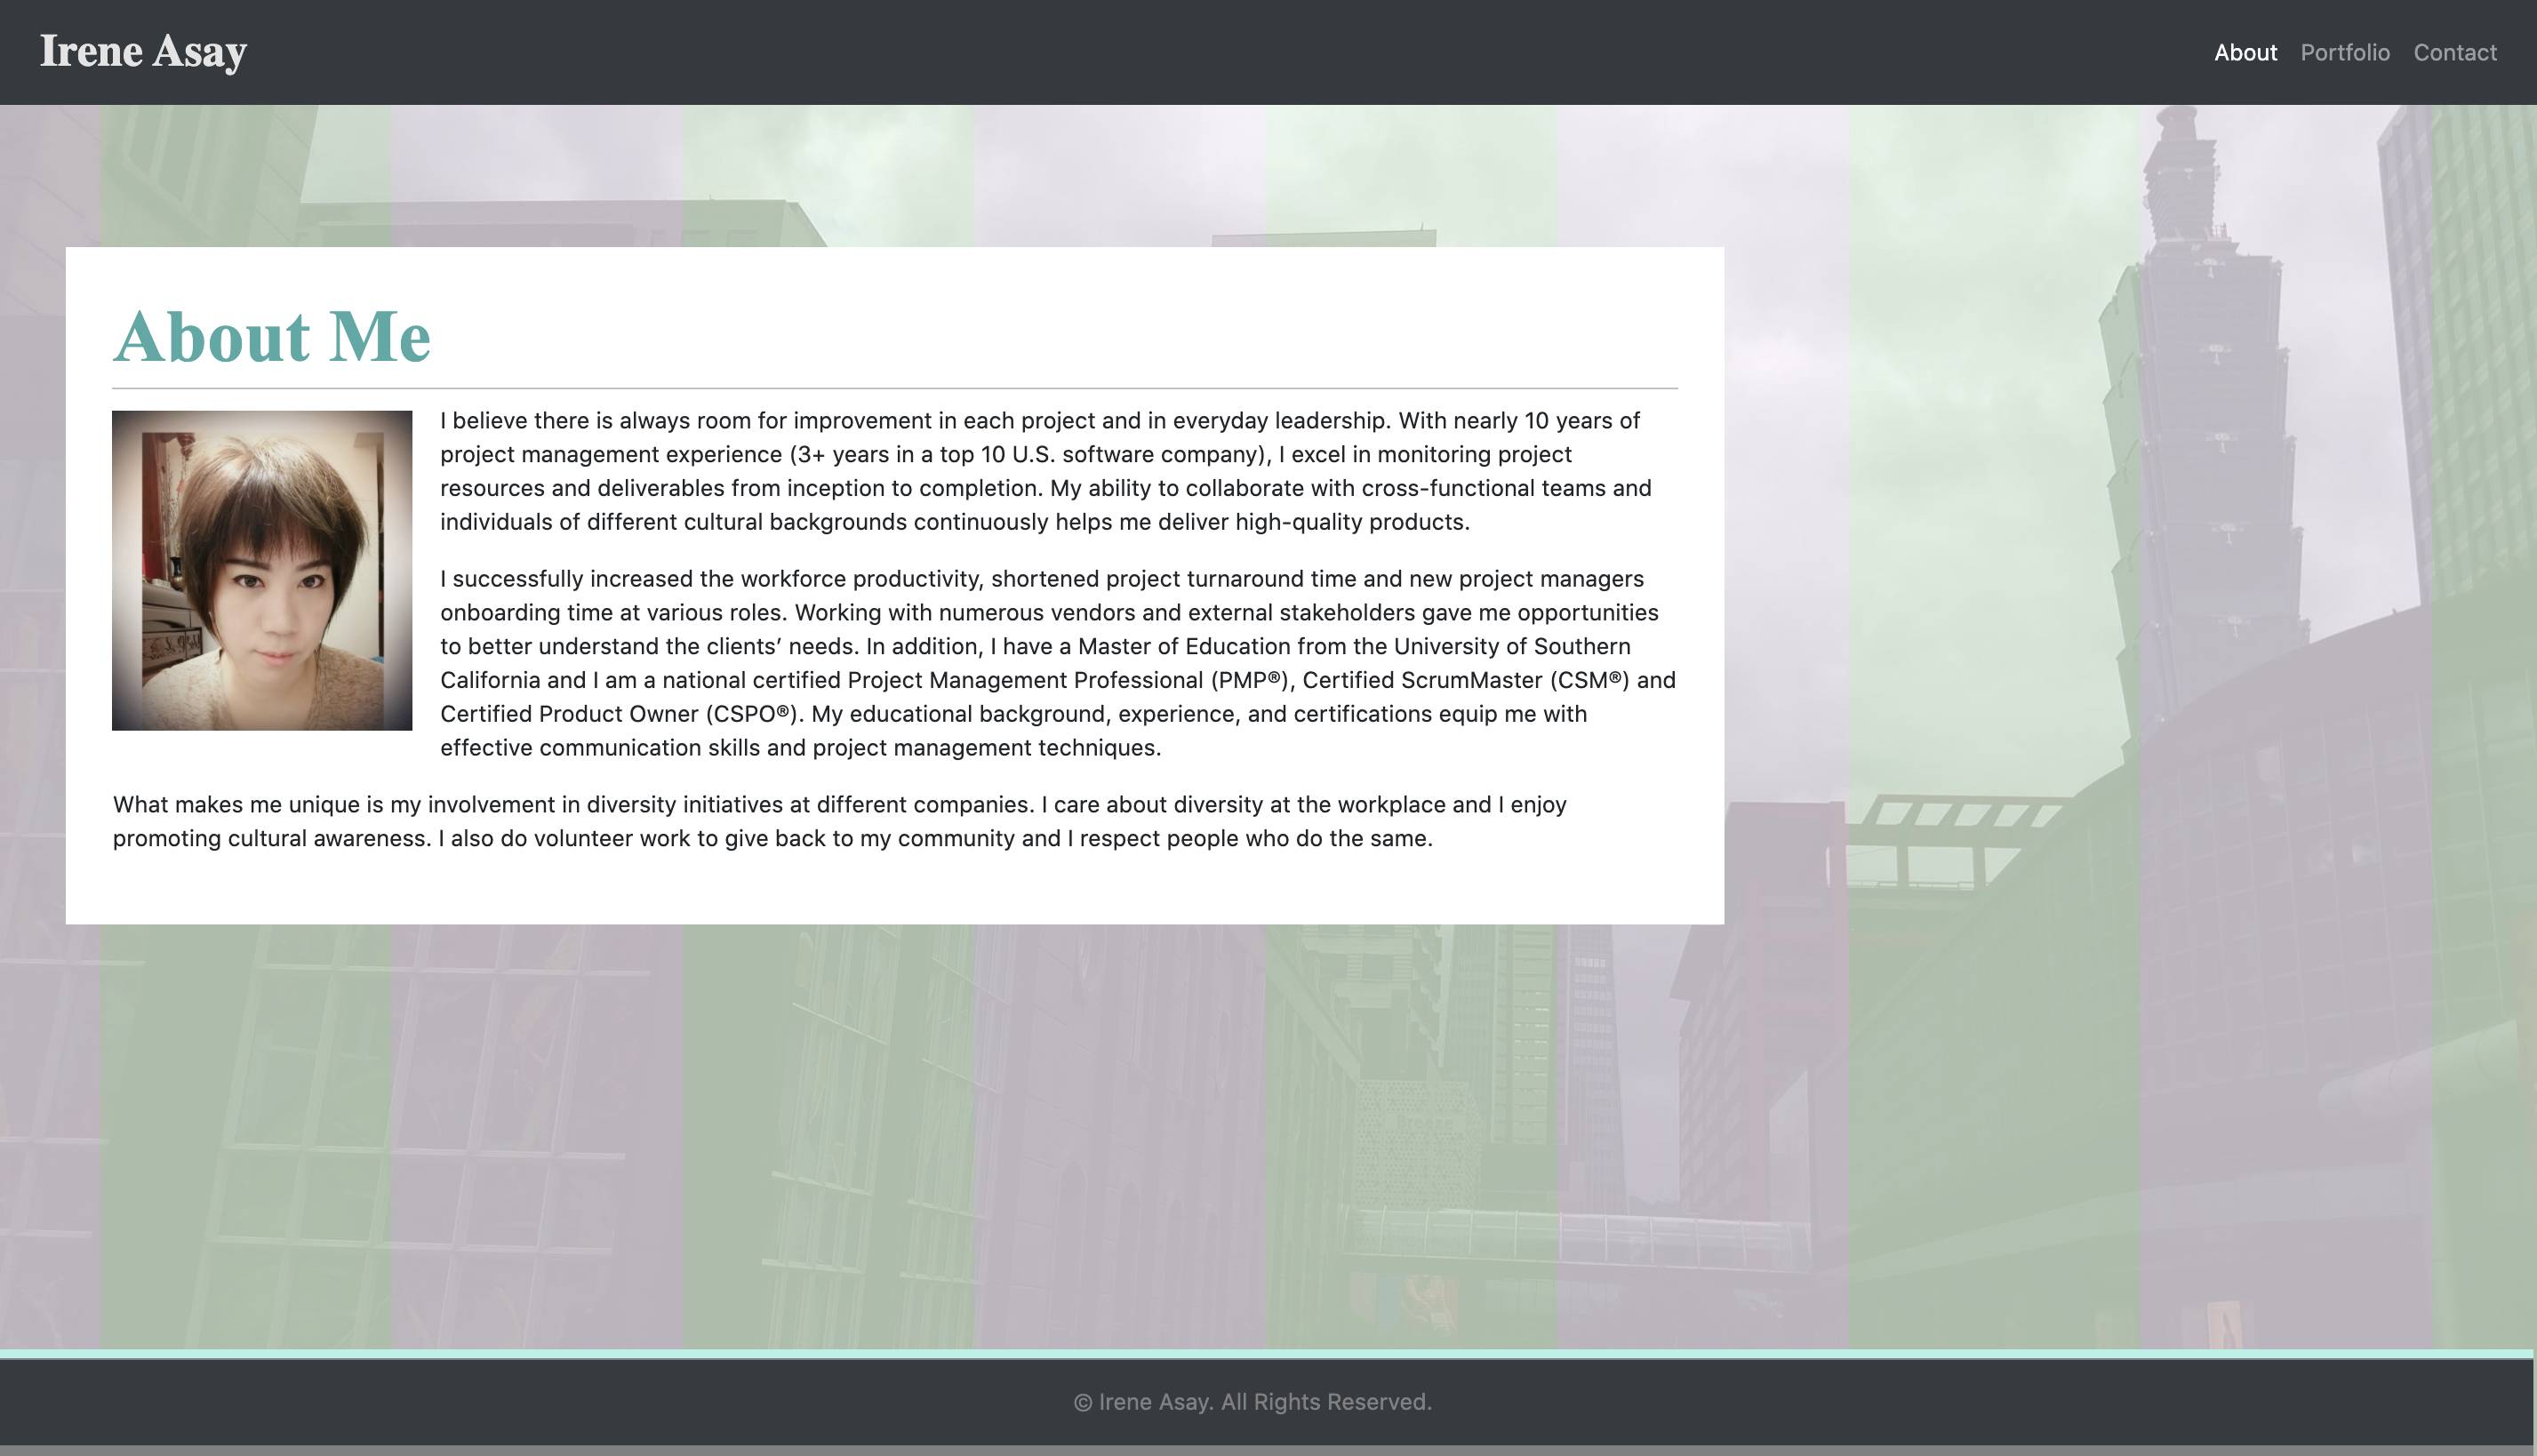 Irene Asay
About Portfolio Contact
About Me
I believe there is always room for improvement in each project and in everyday leadership. With nearly 10 years of
project management experience (3+ years in a top 10 U.S. software company), I excel in monitoring project
resources and deliverables from inception to completion. My ability to collaborate with cross-functional teams and
individuals of different cultural backgrounds continuously helps me deliver high-quality products.
I successfully increased the workforce productivity, shortened project turnaround time and new project managers
onboarding time at various roles. Working with numerous vendors and external stakeholders gave me opportunities
to better understand the clients’ needs. In addition, I have a Master of Education from the University of Southern
California and I am a national certified Project Management Professional (PMP®), Certified ScrumMaster (CSM®) and
Certified Product Owner (CSPO®). My educational background, experience, and certifications equip me with
effective communication skills and project management techniques.
What makes me unique is my involvement in diversity initiatives at different companies. I care about diversity at the workplace and I enjoy
promoting cultural awareness. I also do volunteer work to give back to my community and I respect people who do the same.
Breeze
© Irene Asay. All Rights Reserved.